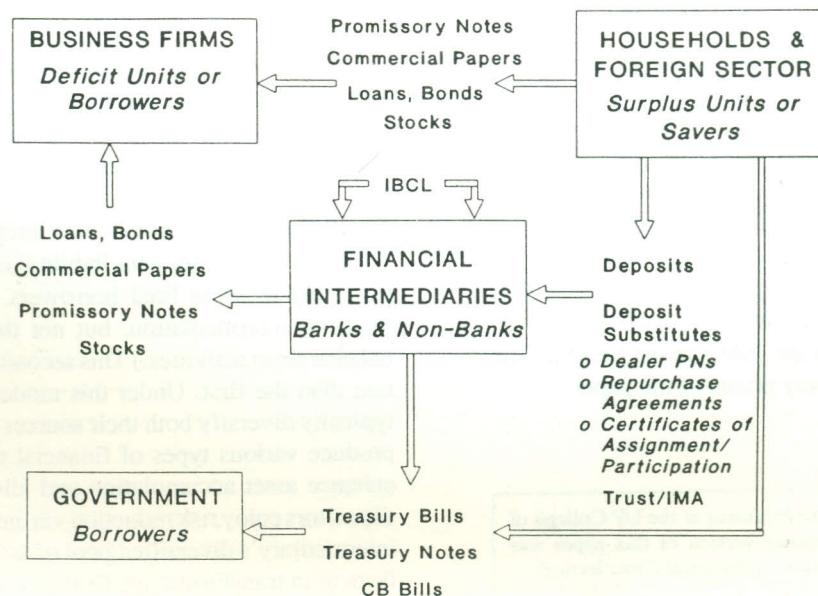 BUSINESS FIRMS
Deficit Units or
Borrowers
Promissory Notes
Commercial Papers
Loans, Bonds
Stocks
HOUSEHOLDS &
FOREIGN SECTOR
Surplus Units or
Savers
IBCL
Loans, Bonds
Commercial Papers
Promissory Notes
Stocks
FINANCIAL
INTERMEDIARIES
Banks & Non-Banks
Deposits
Deposit
Substitutes
o Dealer PNs
o Repurchase
Agreements
o Certificates of
Assignment/
Participation
Trust/IMA
GOVERNMENT
Borrowers
Treasury Bills
Treasury Notes
CB Bills